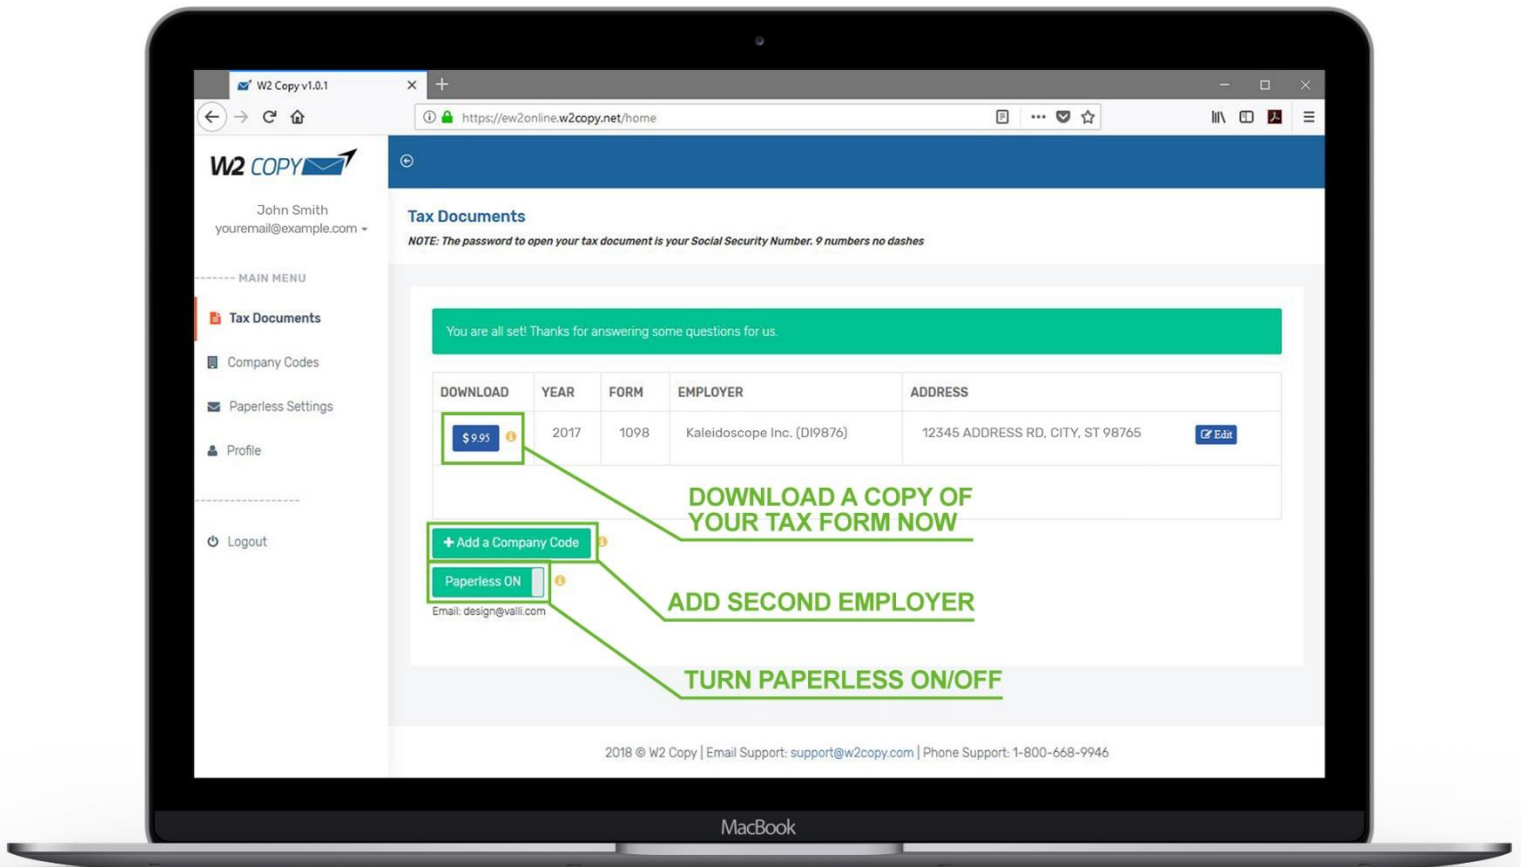 W2 Copy v1.0.1
https://ew2online.w2copy.net/home
W2 COPY
John Smith
youremail@example.com
MAIN MENU
Tax Documents
Company Codes
Paperless Settings
Profile
Logout
Tax Documents
NOTE: The password to open your tax document is your Social Security Number. 9 numbers no dashes
You are all set! Thanks for answering some questions for us.
DOWNLOAD YEAR FORM EMPLOYER ADDRESS
$ 9.95 2017 1098 Kaleidoscope Inc. (DI9876) 12345 ADDRESS RD, CITY, ST 98765 Edit
DOWNLOAD A COPY OF
YOUR TAX FORM NOW
+ Add a Company Code
Paperless ON
Email: design@valli.com
ADD SECOND EMPLOYER
TURN PAPERLESS ON/OFF
2018 © W2 Copy | Email Support: support@w2copy.com | Phone Support: 1-800-668-9946
MacBook